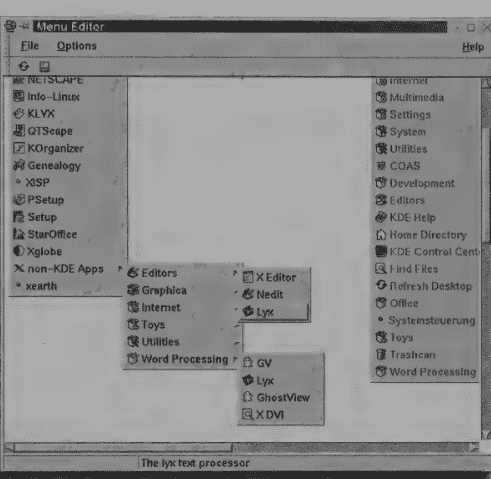 Menu Editor
File Options Help
NETSCAPE
Info-Linux
KLYX
QTScape
KOrganizer
Genealogy
XISP
PSetup
Setup
StarOffice
Xglobe
non-KDE Apps
xearth
Editors
Graphica
Internet
Toys
Utilities
Word Processing
X Editor
Nedit
Lyx
GV
Lyx
GhostView
X DVI
Internet
Multimedia
Settings
System
Utilities
COAS
Development
Editors
KDE Help
Home Directory
KDE Control Cent
Find Files
Refresh Desktop
Office
Systemsteuerung
Toys
Trashcan
Word Processing
The lyx text processor